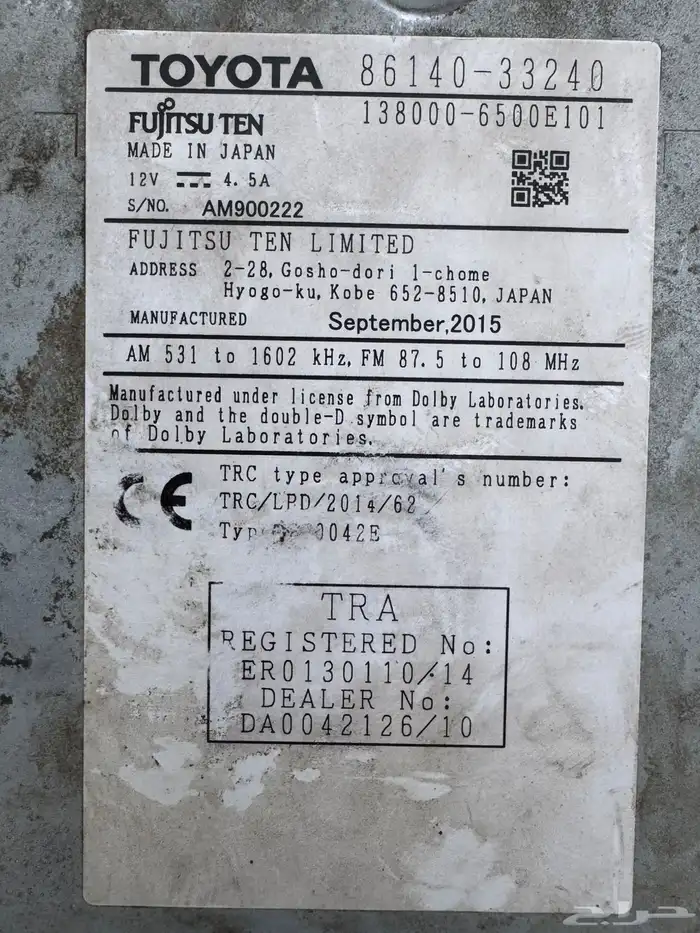 TOYOTA 86140-33240
FUJITSU TEN 138000-6500E101
MADE IN JAPAN
12V 4.5A
S/NO. AM900222
FUJITSU TEN LIMITED
ADDRESS 2-28, Gosho-dori 1-chome
Hyogo-ku, Kobe 652-8510, JAPAN
MANUFACTURED September,2015
AM 531 to 1602 kHz, FM 87.5 to 108 MHz
Manufactured under license from Dolby Laboratories.
Dolby and the double-D symbol are trademarks
of Dolby Laboratories.
CE
TRC type approval's number:
TRC/LPD/2014/62
0042E
TRA
REGISTERED No:
ER0130110/14
DEALER No:
DA0042126/10
حراج